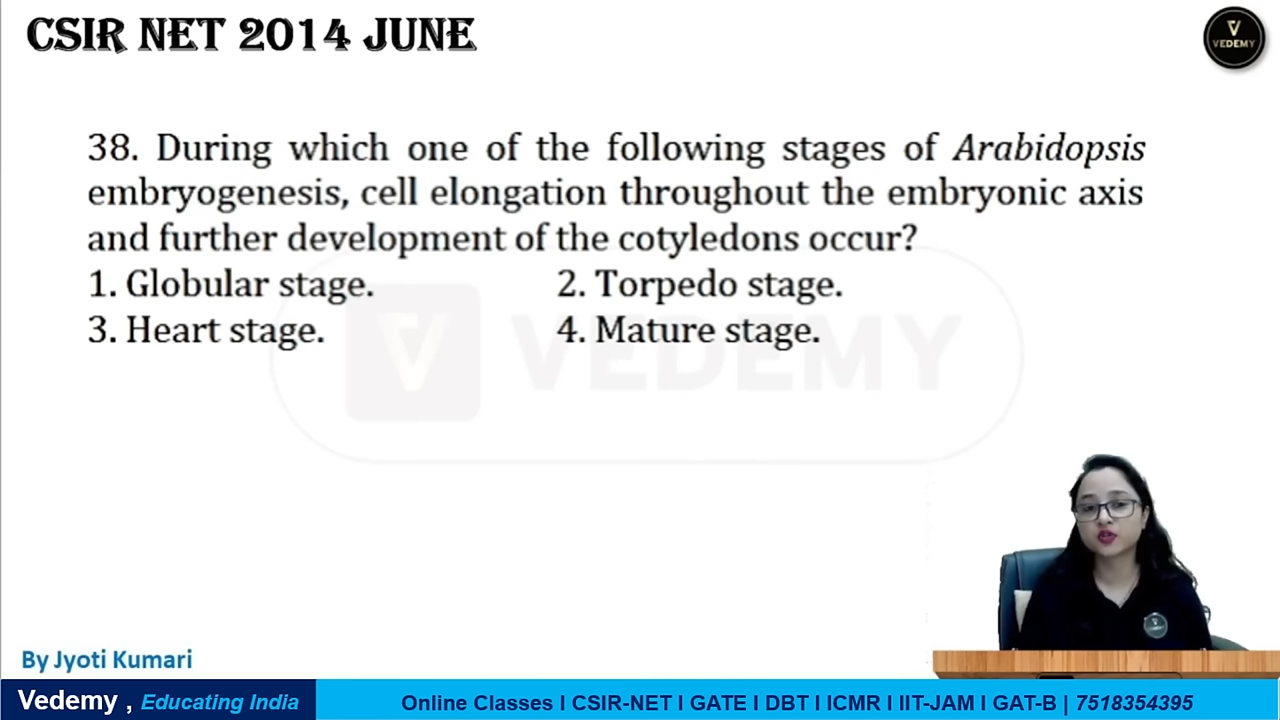 CSIR NET 2014 JUNE
V
VEDEMY
38. During which one of the following stages of Arabidopsis
embryogenesis, cell elongation throughout the embryonic axis
and further development of the cotyledons occur?
1. Globular stage. 2. Torpedo stage.
3. Heart stage. 4. Mature stage.
VEDEMY
By Jyoti Kumari
Vedemy , Educating India
Online Classes I CSIR-NET I GATE I DBT I ICMR I IIT-JAM I GAT-B | 7518354395